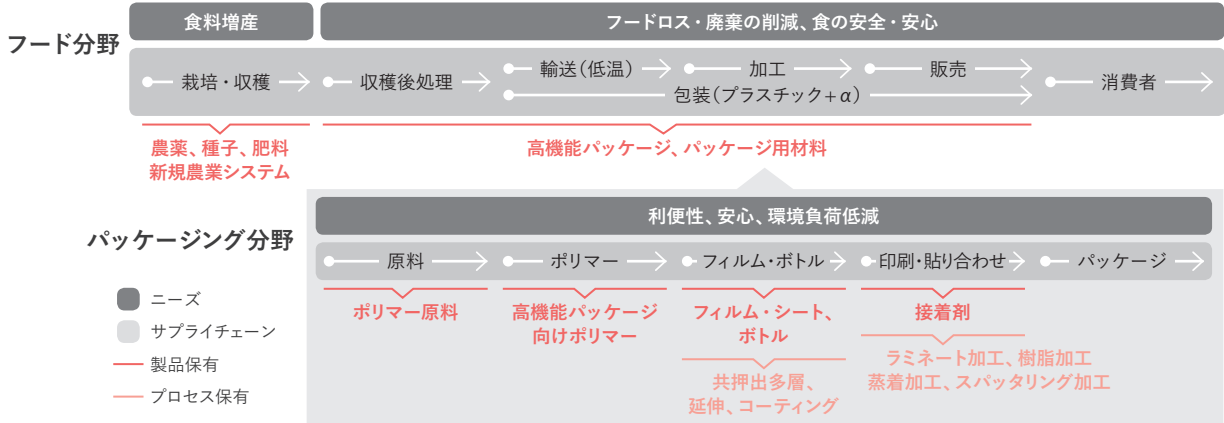 食料増産
フードロス・廃棄の削減、食の安全・安心
フード分野
栽培・収穫
収穫後処理
輸送(低温)
加工
販売
包装(プラスチック+α)
消費者
農薬、種子、肥料
新規農業システム
高機能パッケージ、パッケージ用材料
利便性、安心、環境負荷低減
パッケージング分野
原料
ポリマー
フィルム・ボトル
印刷・貼り合わせ
パッケージ
ポリマー原料
高機能パッケージ
向けポリマー
フィルム・シート、
ボトル
接着剤
共押出多層、
延伸、コーティング
ラミネート加工、樹脂加工
蒸着加工、スパッタリング加工
ニーズ
サプライチェーン
製品保有
プロセス保有